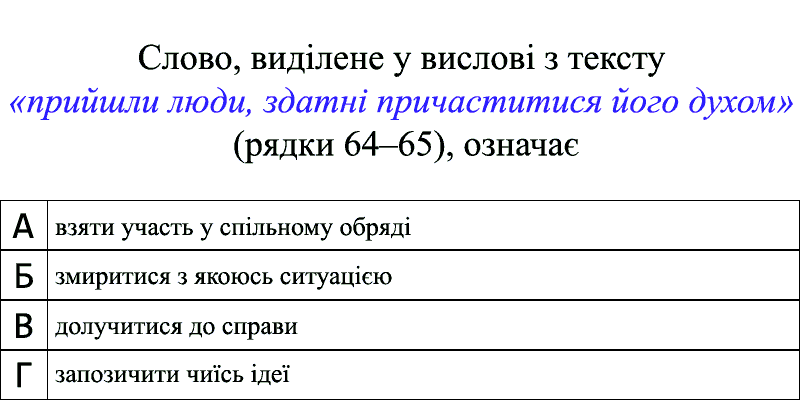 Слово, виділене у вислові з тексту
«прийшли люди, здатні причаститися його духом»
(рядки 64–65), означає
А взяти участь у спільному обряді
Б змиритися з якоюсь ситуацією
В долучитися до справи
Г запозичити чиїсь ідеї